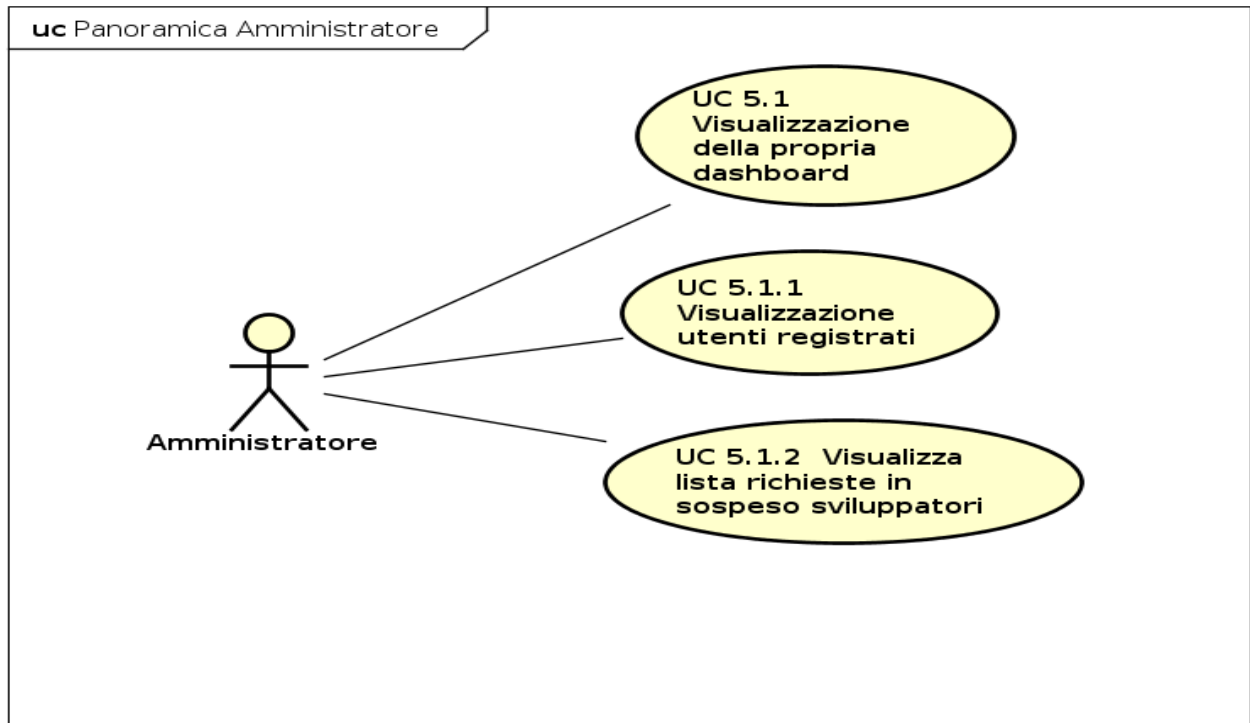 uc Panoramica Amministratore
UC 5.1
Visualizzazione
della propria
dashboard
UC 5.1.1
Visualizzazione
utenti registrati
Amministratore
UC 5.1.2 Visualizza
lista richieste in
sospeso sviluppatori